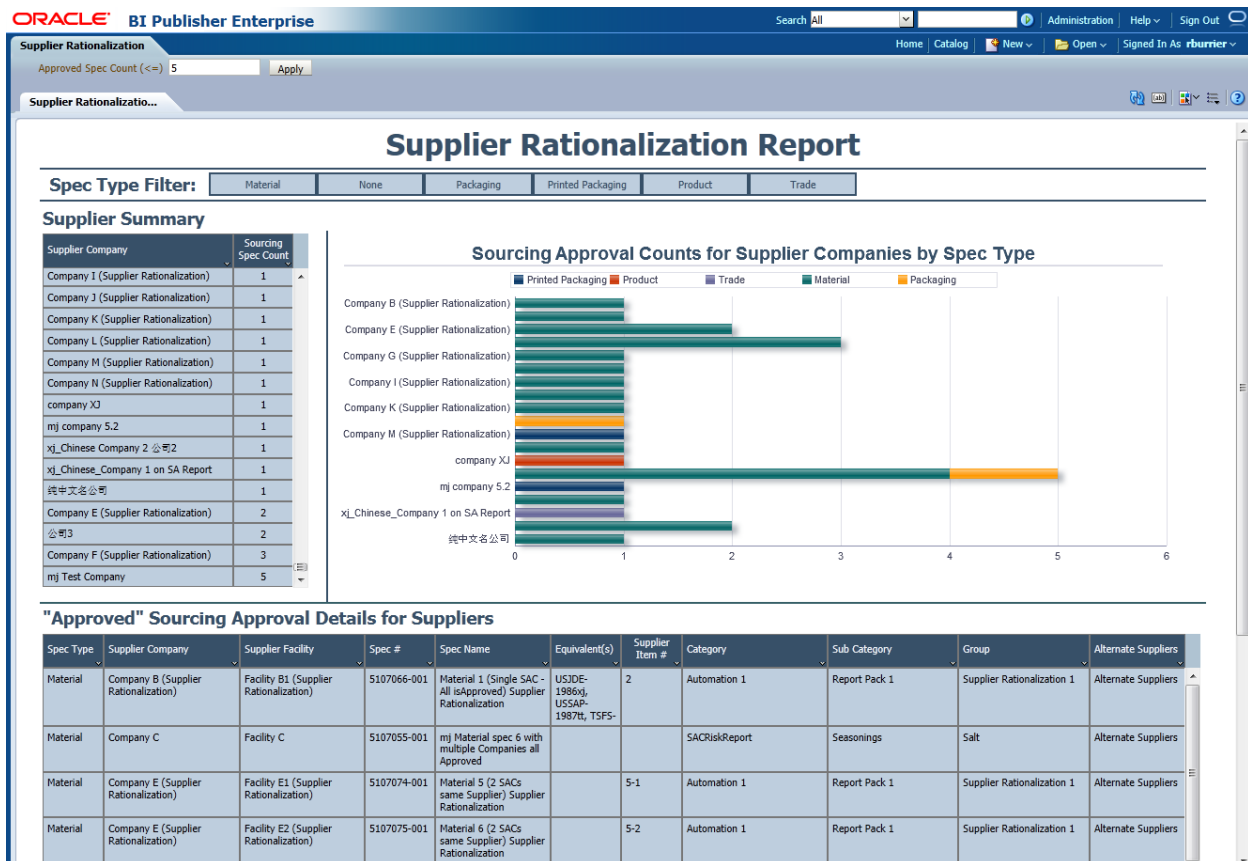 ORACLE BI Publisher Enterprise
Search All
Administration Help Sign Out
Supplier Rationalization
Home Catalog New Open Signed In As rburrier
Approved Spec Count (<=) 5 Apply
Supplier Rationalizatio...
Supplier Rationalization Report
Spec Type Filter: Material None Packaging Printed Packaging Product Trade
Supplier Summary
Supplier Company
Sourcing
Spec Count
Company I (Supplier Rationalization) 1
Company J (Supplier Rationalization) 1
Company K (Supplier Rationalization) 1
Company L (Supplier Rationalization) 1
Company M (Supplier Rationalization) 1
Company N (Supplier Rationalization) 1
company XJ 1
mj company 5.2 1
xj_Chinese Company 2 公司2 1
xj_Chinese_Company 1 on SA Report 1
纯中文名公司 1
Company E (Supplier Rationalization) 2
公司3 2
Company F (Supplier Rationalization) 3
mj Test Company 5
Sourcing Approval Counts for Supplier Companies by Spec Type
Printed Packaging Product Trade Material Packaging
Company B (Supplier Rationalization)
Company E (Supplier Rationalization)
Company G (Supplier Rationalization)
Company I (Supplier Rationalization)
Company K (Supplier Rationalization)
Company M (Supplier Rationalization)
company XJ
mj company 5.2
xj_Chinese_Company 1 on SA Report
纯中文名公司
0 1 2 3 4 5 6
"Approved" Sourcing Approval Details for Suppliers
Spec Type
Supplier Company
Supplier Facility
Spec #
Spec Name
Equivalent(s)
Supplier
Item #
Category
Sub Category
Group
Alternate Suppliers
Material
Company B (Supplier
Rationalization)
Facility B1 (Supplier
Rationalization)
5107066-001
Material 1 (Single SAC -
All isApproved) Supplier
Rationalization
USJDE-
1986xj,
USSAP-
1987tt, TSFS-
2
Automation 1
Report Pack 1
Supplier Rationalization 1
Alternate Suppliers
Material
Company C
Facility C
5107055-001
mj Material spec 6 with
multiple Companies all
Approved
SACRiskReport
Seasonings
Salt
Alternate Suppliers
Material
Company E (Supplier
Rationalization)
Facility E1 (Supplier
Rationalization)
5107074-001
Material 5 (2 SACs
same Supplier) Supplier
Rationalization
5-1
Automation 1
Report Pack 1
Supplier Rationalization 1
Alternate Suppliers
Material
Company E (Supplier
Rationalization)
Facility E2 (Supplier
Rationalization)
5107075-001
Material 6 (2 SACs
same Supplier) Supplier
Rationalization
5-2
Automation 1
Report Pack 1
Supplier Rationalization 1
Alternate Suppliers